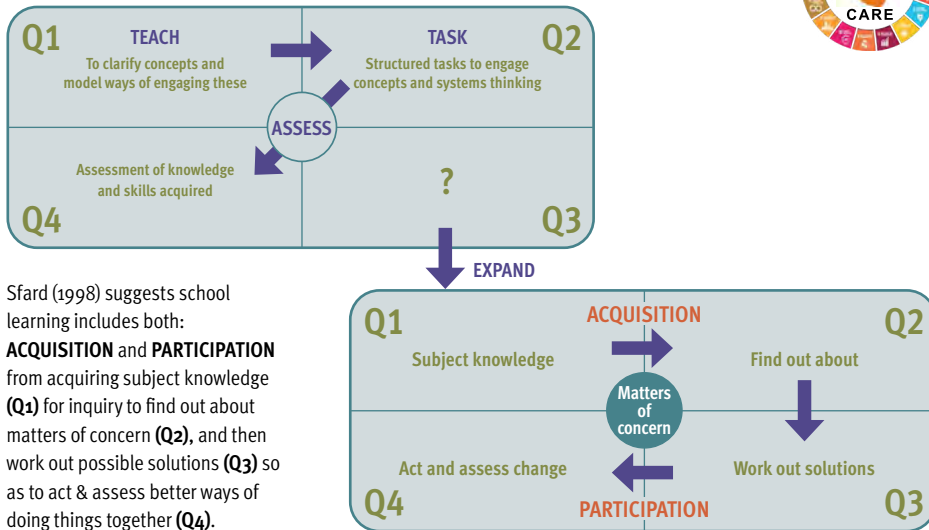 CARE
Q1
TEACH
To clarify concepts and
model ways of engaging these
TASK
Structured tasks to engage
concepts and systems thinking
Q2
ASSESS
Assessment of knowledge
and skills acquired
Q4
?
Q3
EXPAND
Sfard (1998) suggests school
learning includes both:
ACQUISITION and PARTICIPATION
from acquiring subject knowledge
(Q1) for inquiry to find out about
matters of concern (Q2), and then
work out possible solutions (Q3) so
as to act & assess better ways of
doing things together (Q4).
Q1
ACQUISITION
Q2
Subject knowledge
Find out about
Matters
of
concern
Act and assess change
Work out solutions
Q4
PARTICIPATION
Q3